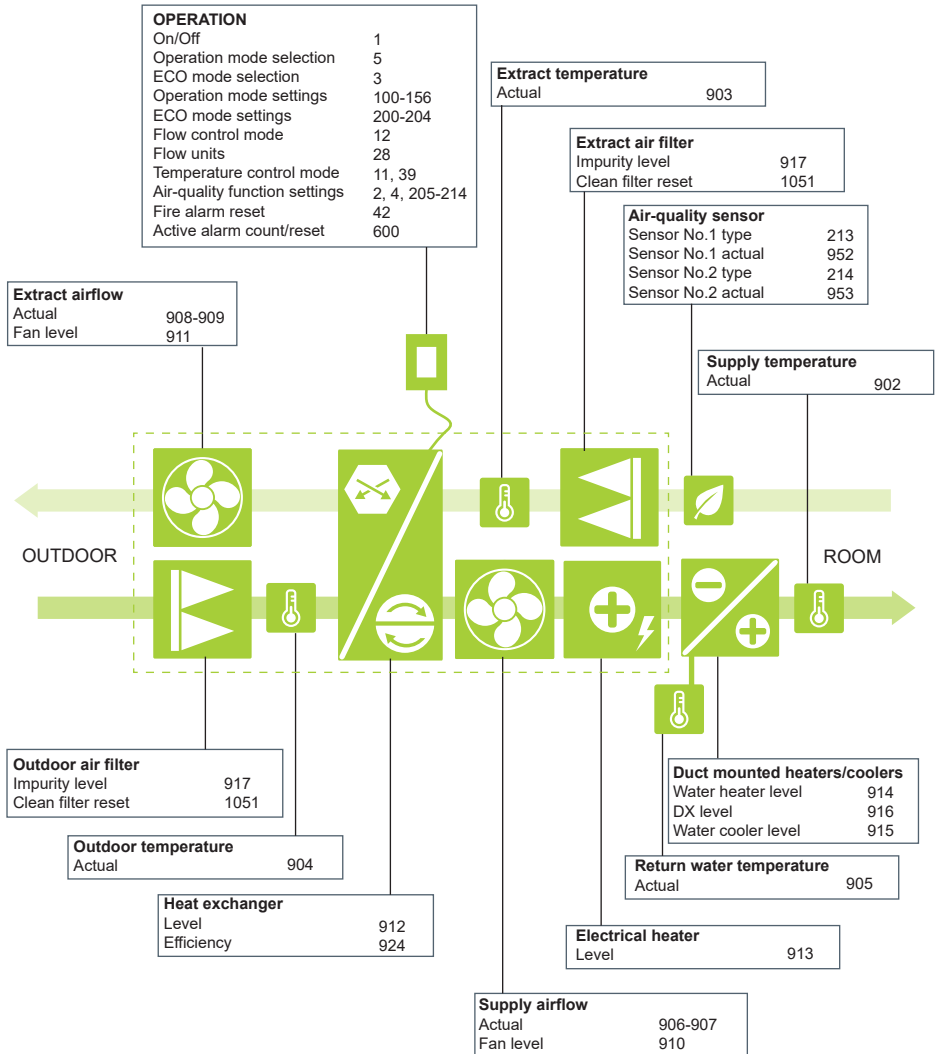 OPERATION
On/Off 1
Operation mode selection 5
ECO mode selection 3
Operation mode settings 100-156
ECO mode settings 200-204
Flow control mode 12
Flow units 28
Temperature control mode 11, 39
Air-quality function settings 2, 4, 205-214
Fire alarm reset 42
Active alarm count/reset 600
Extract temperature
Actual 903
Extract air filter
Impurity level 917
Clean filter reset 1051
Air-quality sensor
Sensor No.1 type 213
Sensor No.1 actual 952
Sensor No.2 type 214
Sensor No.2 actual 953
Extract airflow
Actual 908-909
Fan level 911
Supply temperature
Actual 902
OUTDOOR
ROOM
Outdoor air filter
Impurity level 917
Clean filter reset 1051
Duct mounted heaters/coolers
Water heater level 914
DX level 916
Water cooler level 915
Outdoor temperature
Actual 904
Return water temperature
Actual 905
Heat exchanger
Level 912
Efficiency 924
Electrical heater
Level 913
Supply airflow
Actual 906-907
Fan level 910